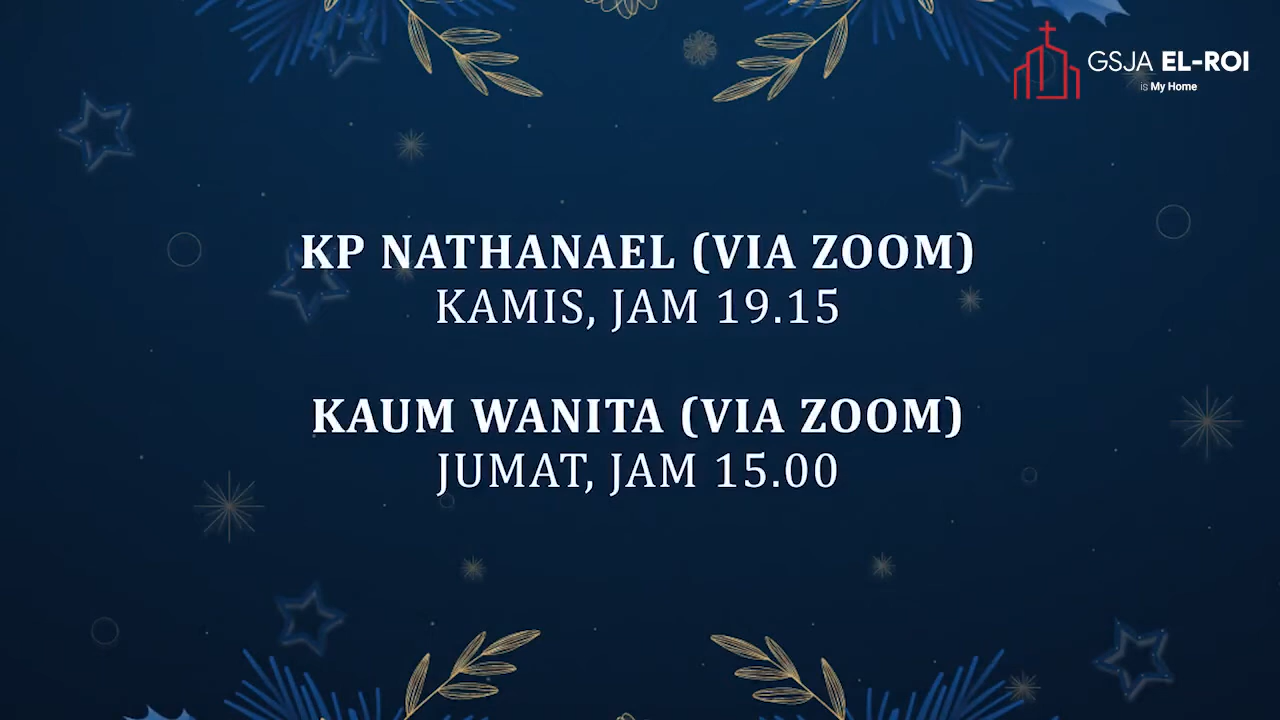 GSJA EL-ROI
is My Home
KP NATHANAEL (VIA ZOOM)
KAMIS, JAM 19.15
KAUM WANITA (VIA ZOOM)
JUMAT, JAM 15.00